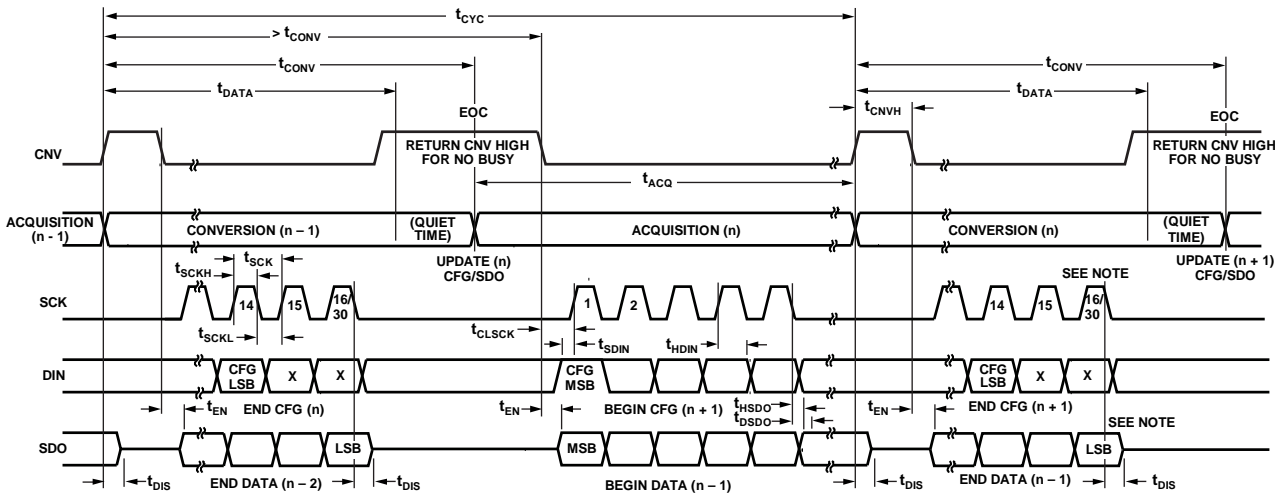 tCYC
> tCONV
tCONV
tCONV
tDATA
tDATA
EOC
tCNVH
EOC
CNV
RETURN CNV HIGH
FOR NO BUSY
RETURN CNV HIGH
FOR NO BUSY
tACQ
ACQUISITION
(n - 1)
CONVERSION (n – 1)
(QUIET
TIME)
ACQUISITION (n)
CONVERSION (n)
(QUIET
TIME)
UPDATE (n)
CFG/SDO
UPDATE (n + 1)
CFG/SDO
tSCKH
tSCK
SEE NOTE
SCK
14
15
16/
30
1
2
14
15
16/
30
tSCKL
tCLSCK
tSDIN
tHDIN
DIN
CFG
LSB
X
X
CFG
MSB
CFG
LSB
X
X
tEN
END CFG (n)
tEN
BEGIN CFG (n + 1)
tHSDO
tDSDO
tEN
END CFG (n + 1)
SEE NOTE
SDO
LSB
MSB
LSB
tDIS
END DATA (n – 2)
tDIS
BEGIN DATA (n – 1)
tDIS
END DATA (n – 1)
tDIS